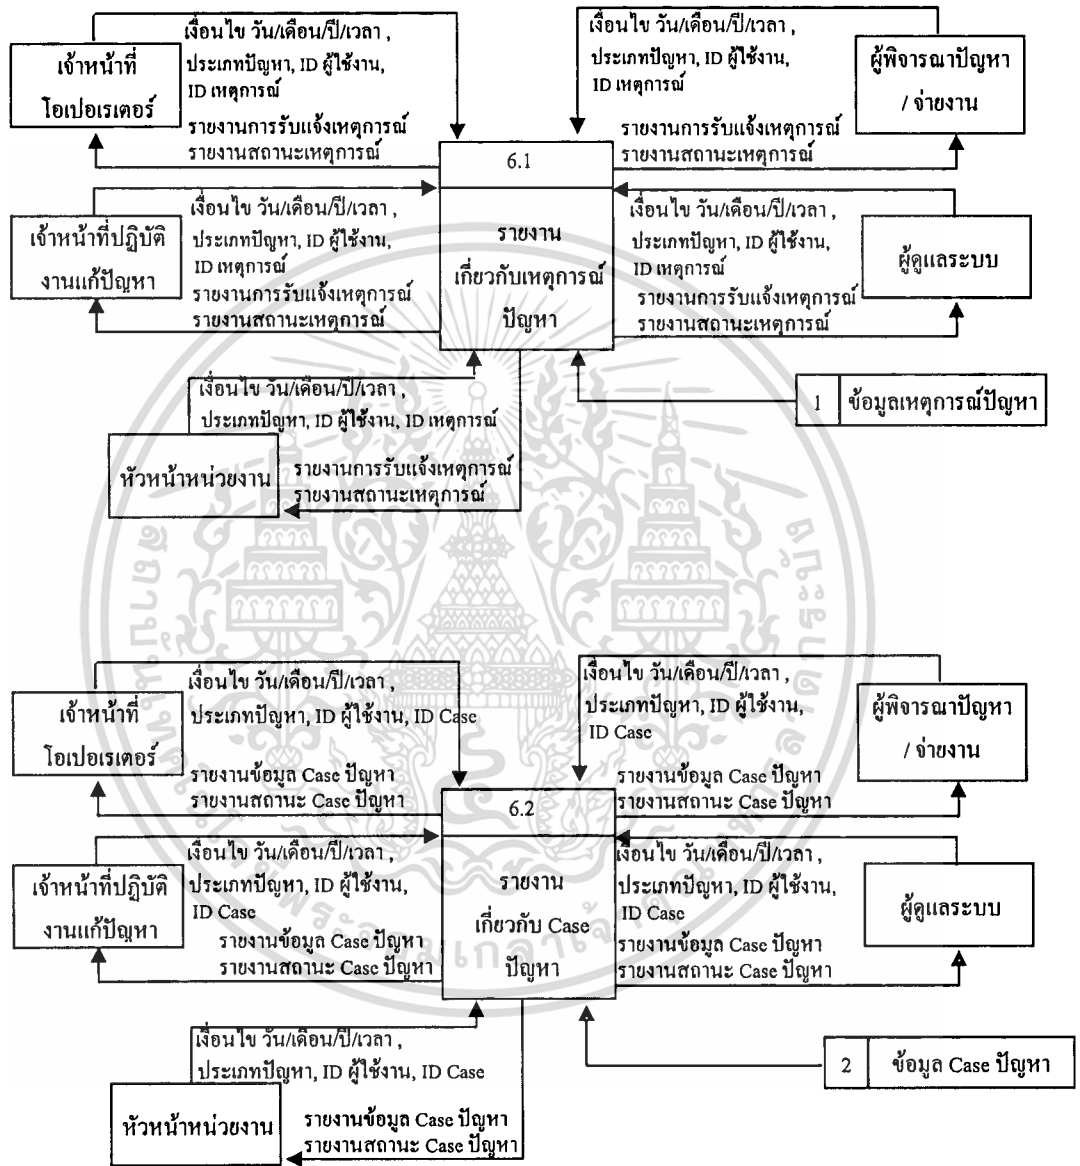 เงื่อนไข วัน/เดือน/ปี/เวลา ,
ประเภทปัญหา, ID ผู้ใช้งาน,
ID เหตุการณ์
เจ้าหน้าที่
โอเปอเรเตอร์
รายงานการรับแจ้งเหตุการณ์
รายงานสถานะเหตุการณ์
เงื่อนไข วัน/เดือน/ปี/เวลา ,
ประเภทปัญหา, ID ผู้ใช้งาน,
ID เหตุการณ์
ผู้พิจารณาปัญหา
/ จ่ายงาน
รายงานการรับแจ้งเหตุการณ์
รายงานสถานะเหตุการณ์
6.1
รายงาน
เกี่ยวกับเหตุการณ์
ปัญหา
เจ้าหน้าที่ปฏิบัติ
งานแก้ปัญหา
เงื่อนไข วัน/เดือน/ปี/เวลา ,
ประเภทปัญหา, ID ผู้ใช้งาน,
ID เหตุการณ์
รายงานการรับแจ้งเหตุการณ์
รายงานสถานะเหตุการณ์
เงื่อนไข วัน/เดือน/ปี/เวลา ,
ประเภทปัญหา, ID ผู้ใช้งาน,
ID เหตุการณ์
รายงานการรับแจ้งเหตุการณ์
รายงานสถานะเหตุการณ์
ผู้ดูแลระบบ
เงื่อนไข วัน/เดือน/ปี/เวลา ,
ประเภทปัญหา, ID ผู้ใช้งาน, ID เหตุการณ์
หัวหน้าหน่วยงาน
รายงานการรับแจ้งเหตุการณ์
รายงานสถานะเหตุการณ์
1 ข้อมูลเหตุการณ์ปัญหา
เงื่อนไข วัน/เดือน/ปี/เวลา ,
ประเภทปัญหา, ID ผู้ใช้งาน, ID Case
เจ้าหน้าที่
โอเปอเรเตอร์
รายงานข้อมูล Case ปัญหา
รายงานสถานะ Case ปัญหา
เงื่อนไข วัน/เดือน/ปี/เวลา ,
ประเภทปัญหา, ID ผู้ใช้งาน,
ID Case
ผู้พิจารณาปัญหา
/ จ่ายงาน
รายงานข้อมูล Case ปัญหา
รายงานสถานะ Case ปัญหา
6.2
รายงาน
เกี่ยวกับ Case
ปัญหา
เจ้าหน้าที่ปฏิบัติ
งานแก้ปัญหา
เงื่อนไข วัน/เดือน/ปี/เวลา ,
ประเภทปัญหา, ID ผู้ใช้งาน,
ID Case
รายงานข้อมูล Case ปัญหา
รายงานสถานะ Case ปัญหา
เงื่อนไข วัน/เดือน/ปี/เวลา ,
ประเภทปัญหา, ID ผู้ใช้งาน,
ID Case
รายงานข้อมูล Case ปัญหา
รายงานสถานะ Case ปัญหา
ผู้ดูแลระบบ
เงื่อนไข วัน/เดือน/ปี/เวลา ,
ประเภทปัญหา, ID ผู้ใช้งาน, ID Case
หัวหน้าหน่วยงาน
รายงานข้อมูล Case ปัญหา
รายงานสถานะ Case ปัญหา
2 ข้อมูล Case ปัญหา